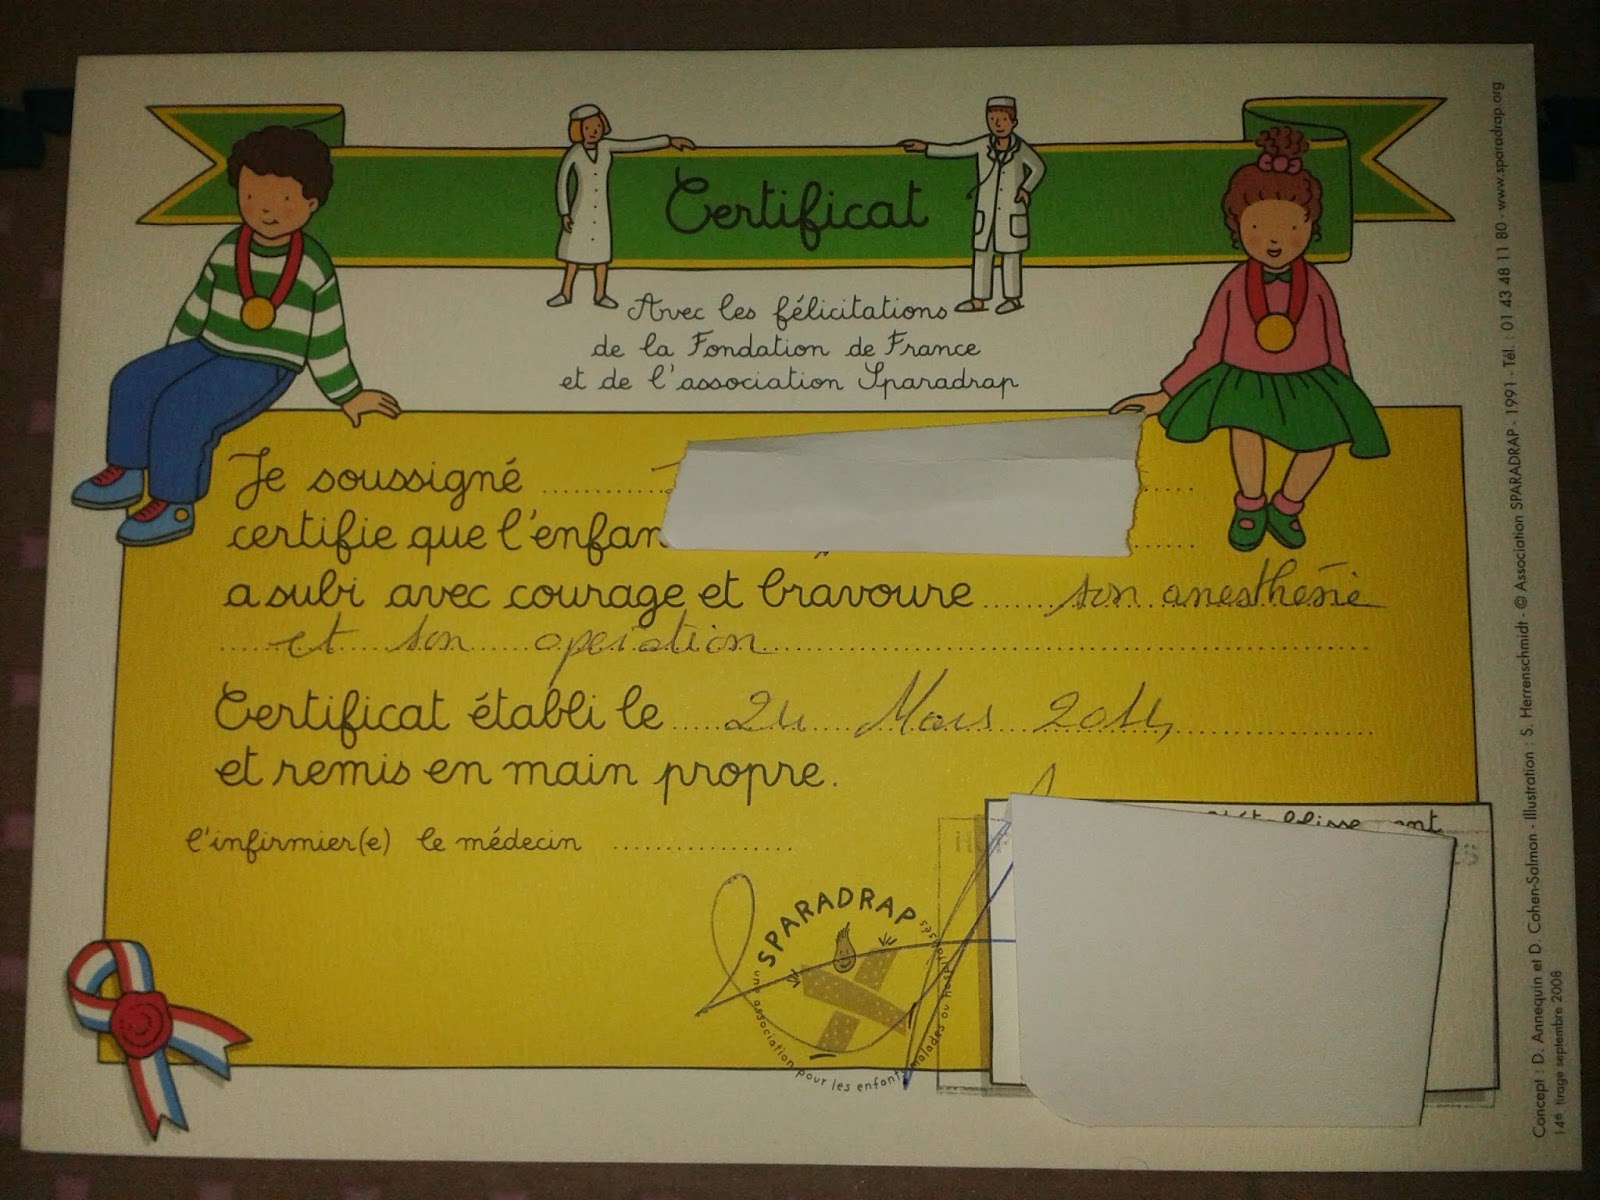 Certificat
Avec les félicitations
de la Fondation de France
et de l'association Sparadrap
Je soussigné
certifie que l'enfan
a subi avec courage et bravoure son anesthésie
et son opération
Certificat établi le 24 Mars 2014
et remis en main propre.
l'infirmier(e) le médecin
SPARADRAP
une association pour les enfants malades ou hospitalisés
Concept : D. Annequin et D. Cohen-Salmon - Illustration : S. Herrenschmidt - © Association SPARADRAP - 1991 - Tél. : 01 43 48 11 80 - www.sparadrap.org
14e tirage septembre 2008